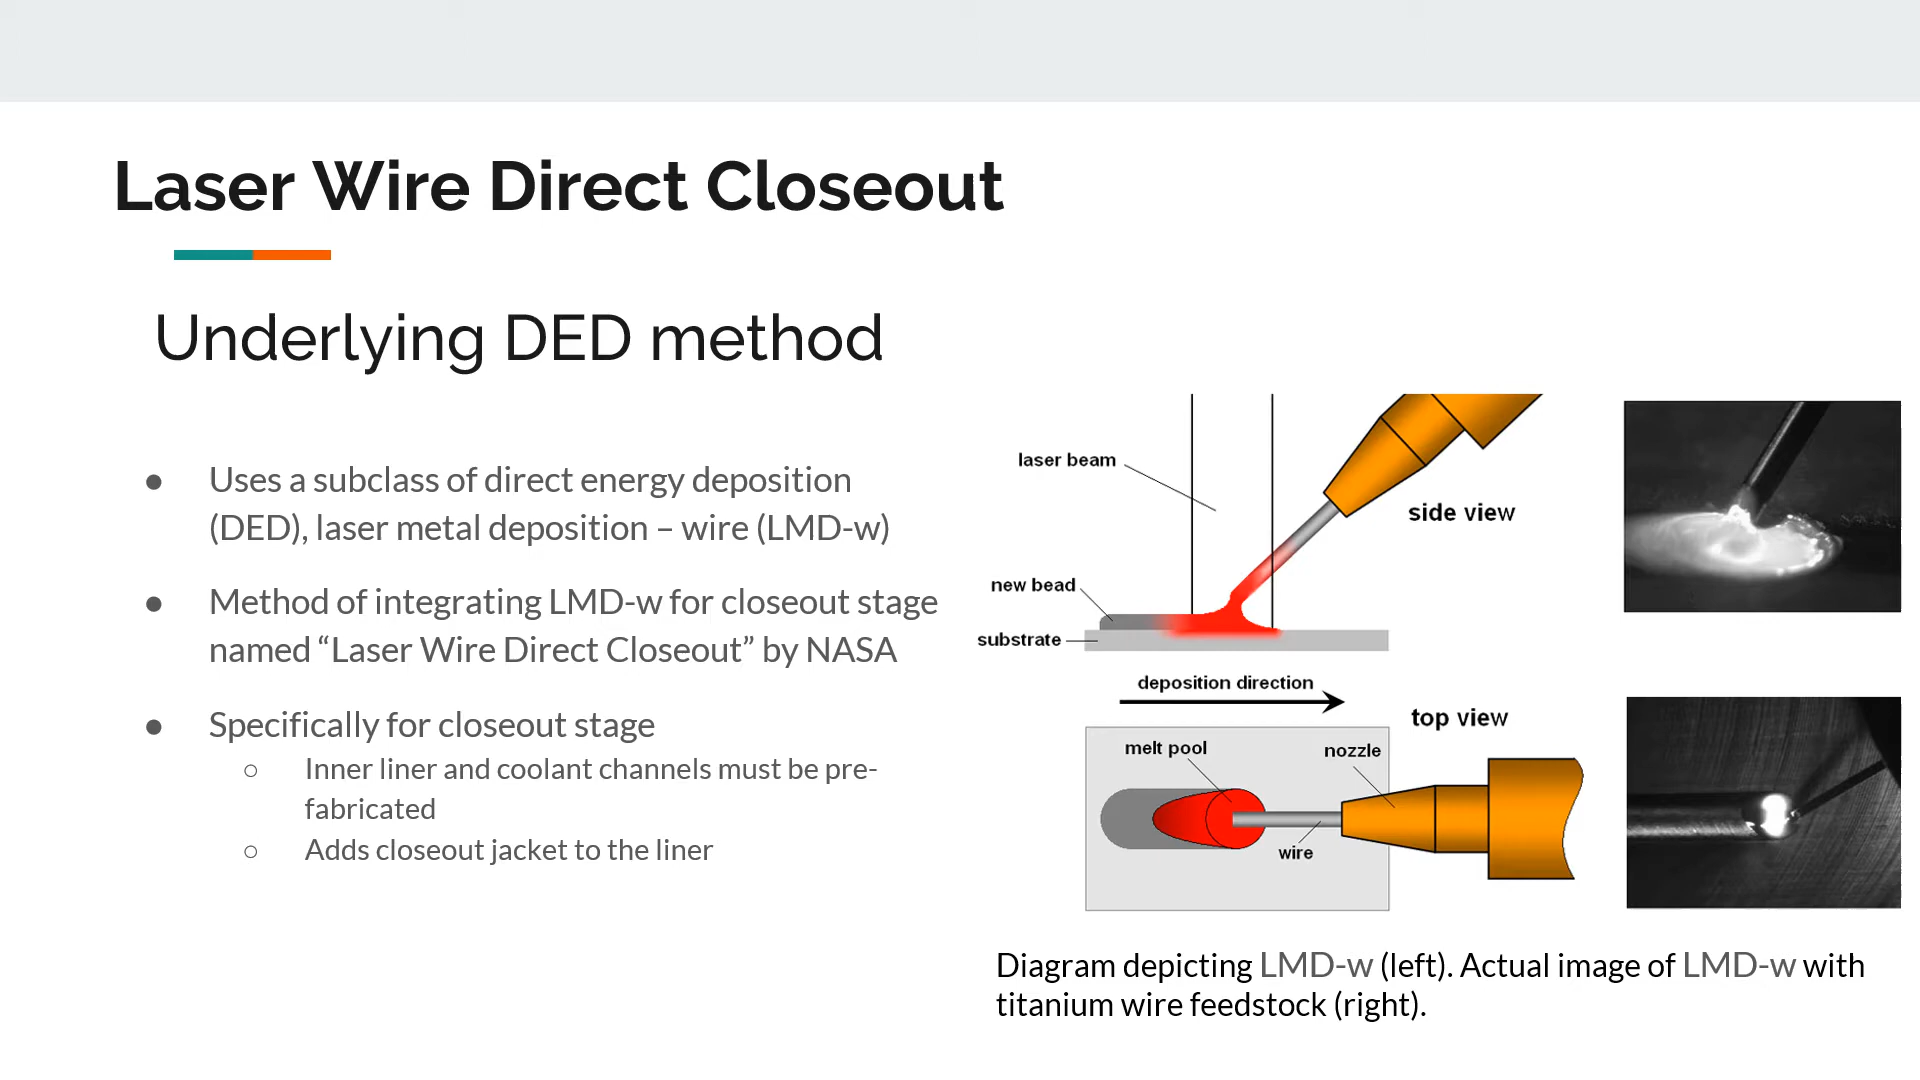 Laser Wire Direct Closeout
Underlying DED method
● Uses a subclass of direct energy deposition
(DED), laser metal deposition – wire (LMD-w)
● Method of integrating LMD-w for closeout stage
named “Laser Wire Direct Closeout” by NASA
● Specifically for closeout stage
○ Inner liner and coolant channels must be pre-
fabricated
○ Adds closeout jacket to the liner
laser beam
side view
new bead
substrate
deposition direction
top view
melt pool
nozzle
wire
Diagram depicting LMD-w (left). Actual image of LMD-w with
titanium wire feedstock (right).